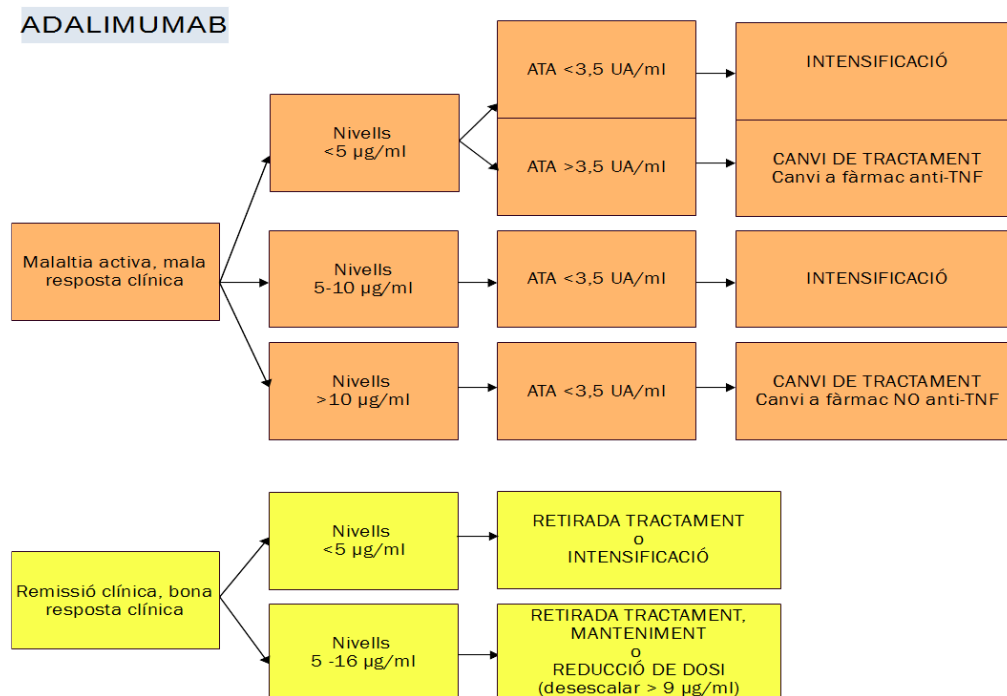 ADALIMUMAB
Malaltia activa, mala
resposta clínica
Nivells
<5 µg/ml
ATA <3,5 UA/ml
INTENSIFICACIÓ
ATA >3,5 UA/ml
CANVI DE TRACTAMENT
Canvi a fàrmac anti-TNF
Nivells
5-10 µg/ml
ATA <3,5 UA/ml
INTENSIFICACIÓ
Nivells
>10 µg/ml
ATA <3,5 UA/ml
CANVI DE TRACTAMENT
Canvi a fàrmac NO anti-TNF
Remissió clínica, bona
resposta clínica
Nivells
<5 µg/ml
RETIRADA TRACTAMENT
o
INTENSIFICACIÓ
Nivells
5 -16 µg/ml
RETIRADA TRACTAMENT,
MANTENIMENT
o
REDUCCIÓ DE DOSI
(desescalar > 9 µg/ml)